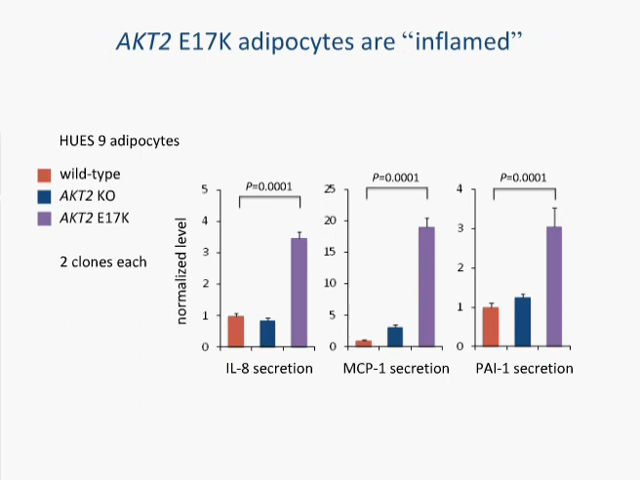 AKT2 E17K adipocytes are “inflamed”
HUES 9 adipocytes
wild-type
AKT2 KO
AKT2 E17K
2 clones each
normalized level
5
4
3
2
1
0
P=0.0001
IL-8 secretion
25
20
15
10
5
0
P=0.0001
MCP-1 secretion
4
3
2
1
0
P=0.0001
PAI-1 secretion